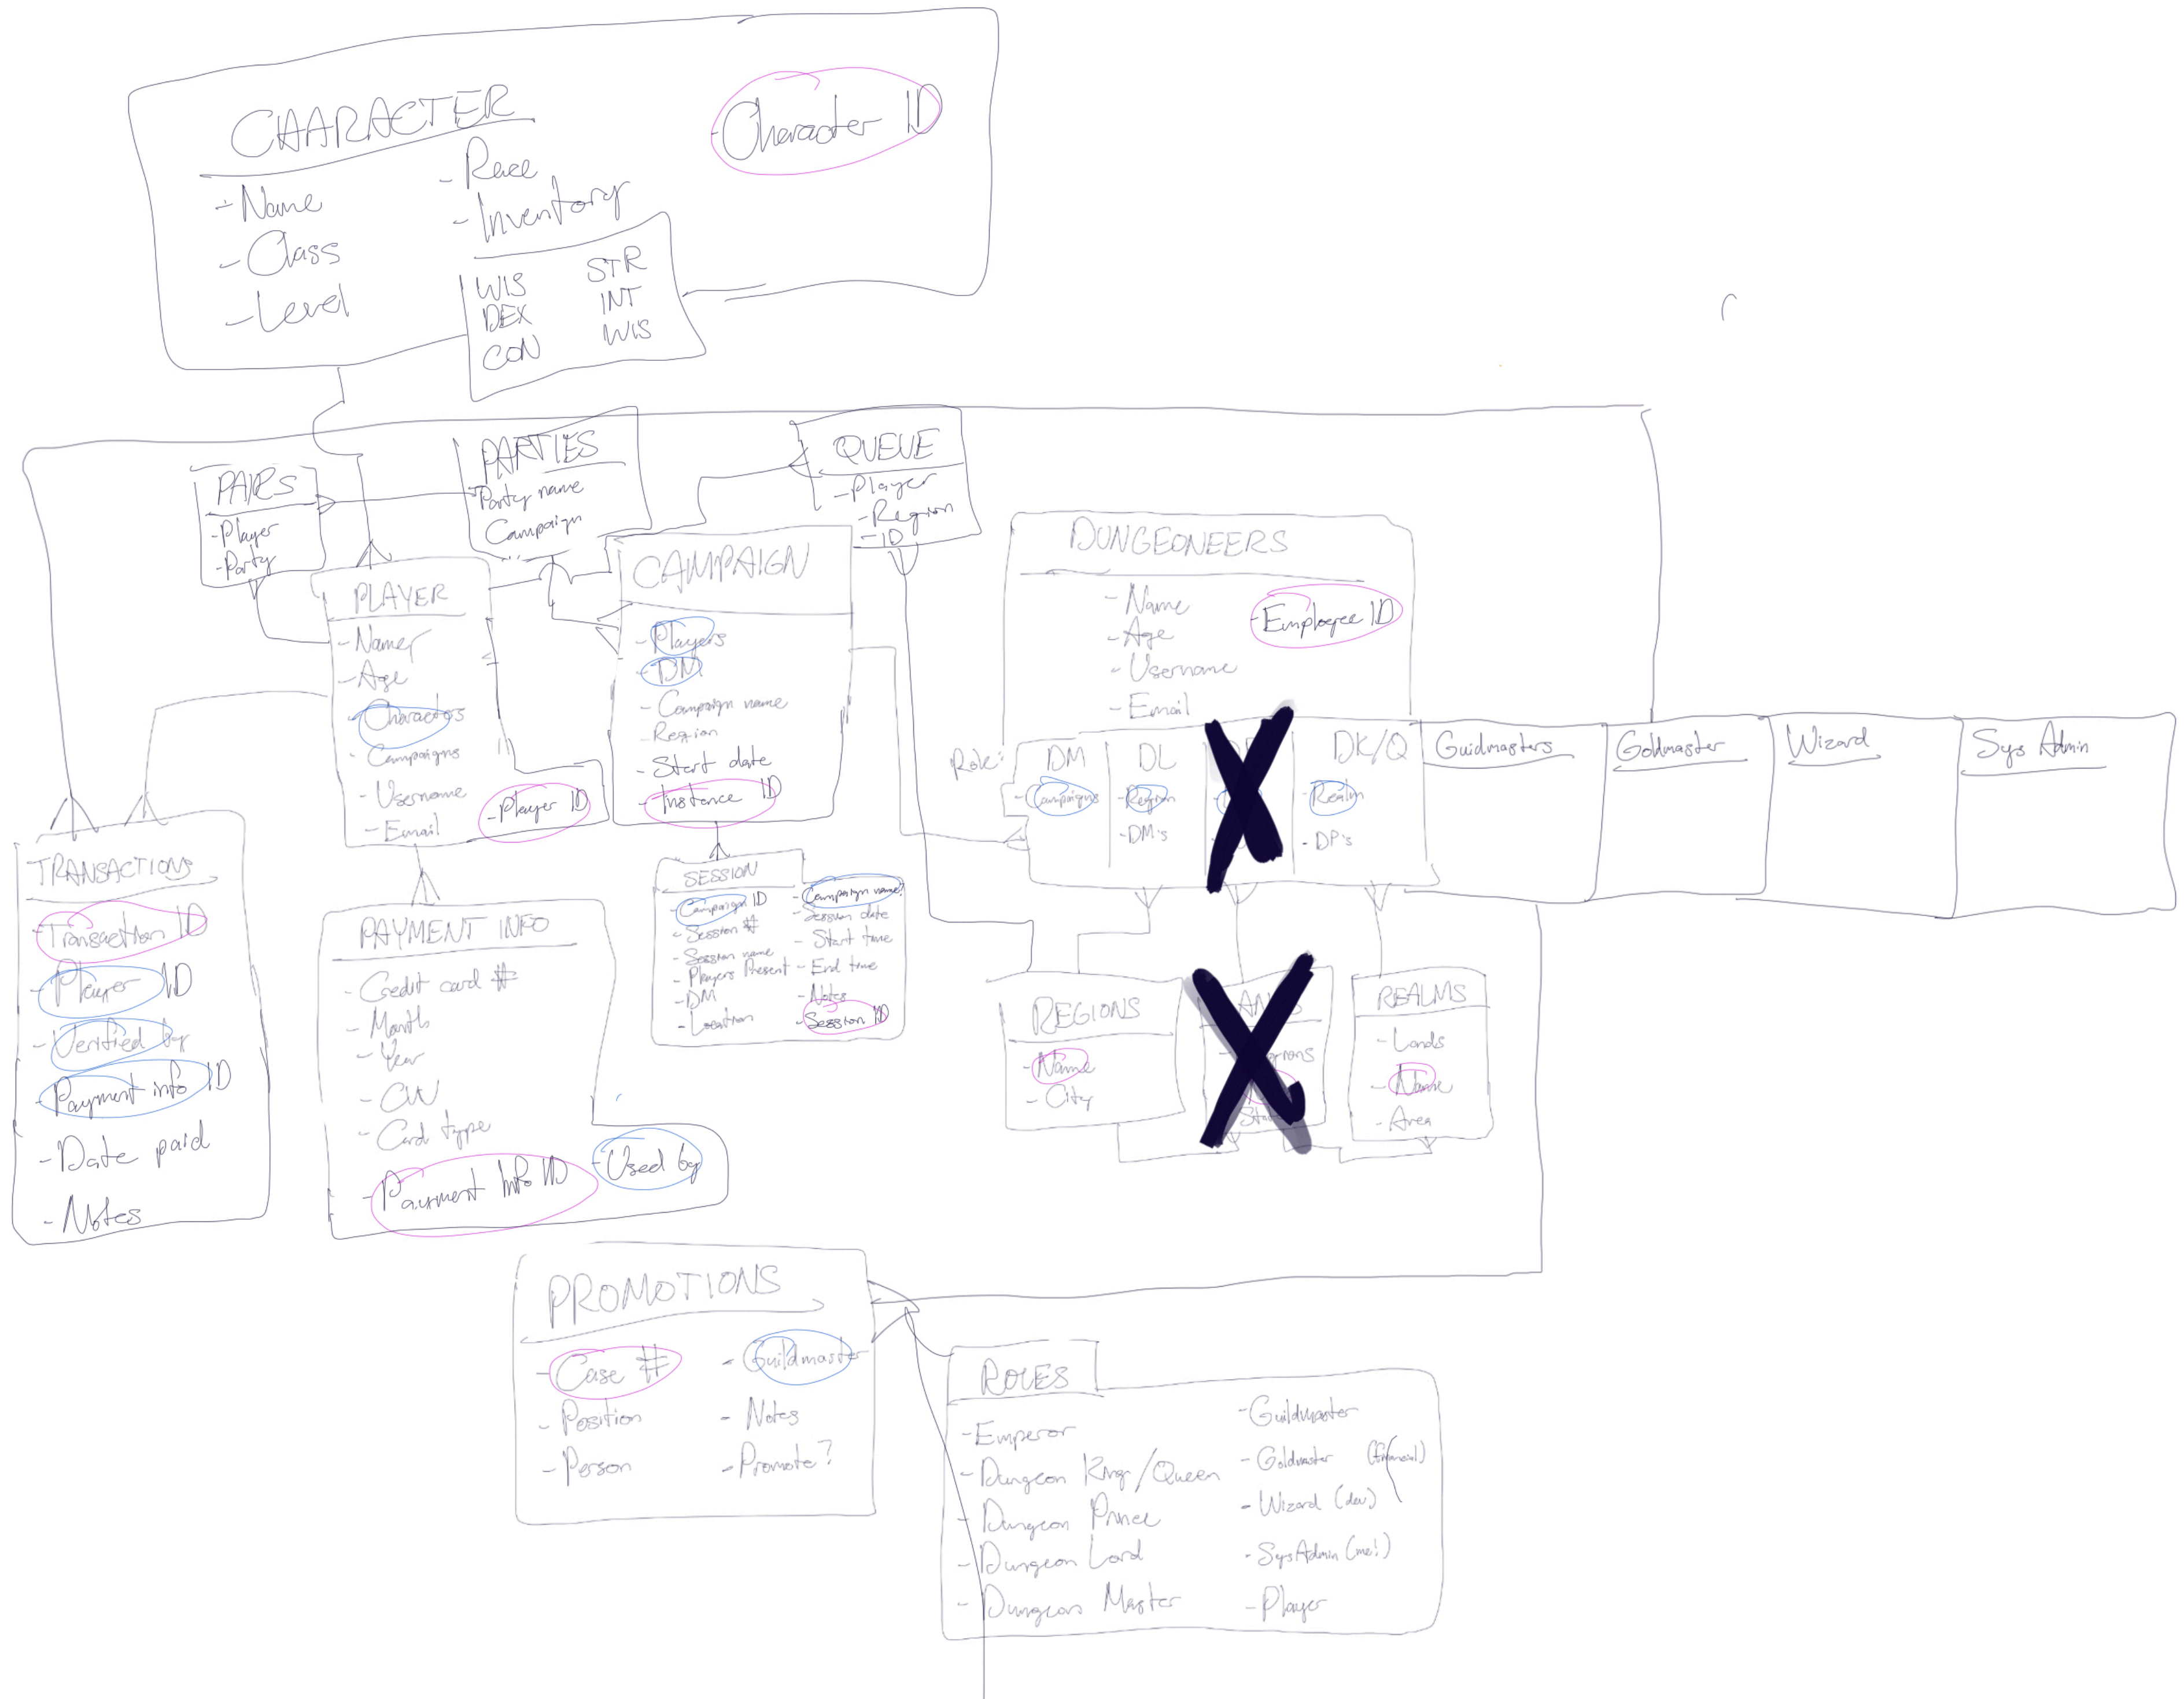 CHARACTER
- Character ID
- Name
- Class
- Level
- Race
- Inventory
WIS STR
DEX INT
CON WIS
PAIRS
- Player
- Party
PARTIES
Party name
Campaign
QUEUE
- Player
- Region
- ID
PLAYER
- Name
- Age
- Characters
- Campaigns
- Username
- Email
- Player ID
CAMPAIGN
- Players
- DM
- Campaign name
- Region
- Start date
- Instance ID
DUNGEONEERS
- Name
- Age
- Username
- Email
- Employee ID
Role:
DM
- Campaigns
DL
- Region
- DM's
DK/Q
- Realm
- DP's
Guidmasters
Goldmaster
Wizard
Sys Admin
TRANSACTIONS
- Transaction ID
- Player ID
- Verified by
- Payment info ID
- Date paid
- Notes
PAYMENT INFO
- Credit card #
- Month
- Year
- CVV
- Card type
- Payment Info ID
- Used by
SESSION
- Campaign ID
- Session #
- Session name
- Players Present
- DM
- Location
- Campaign name?
- Session date
- Start time
- End time
- Notes
- Session ID
REGIONS
- Name
- City
REALMS
- Lands
- Name
- Area
PROMOTIONS
- Case #
- Position
- Person
- Guildmaster
- Notes
- Promote?
ROLES
- Emperor
- Dungeon King/Queen
- Dungeon Prince
- Dungeon Lord
- Dungeon Master
- Guildmaster
- Goldmaster (financial)
- Wizard (dev)
- SysAdmin (me!)
- Player